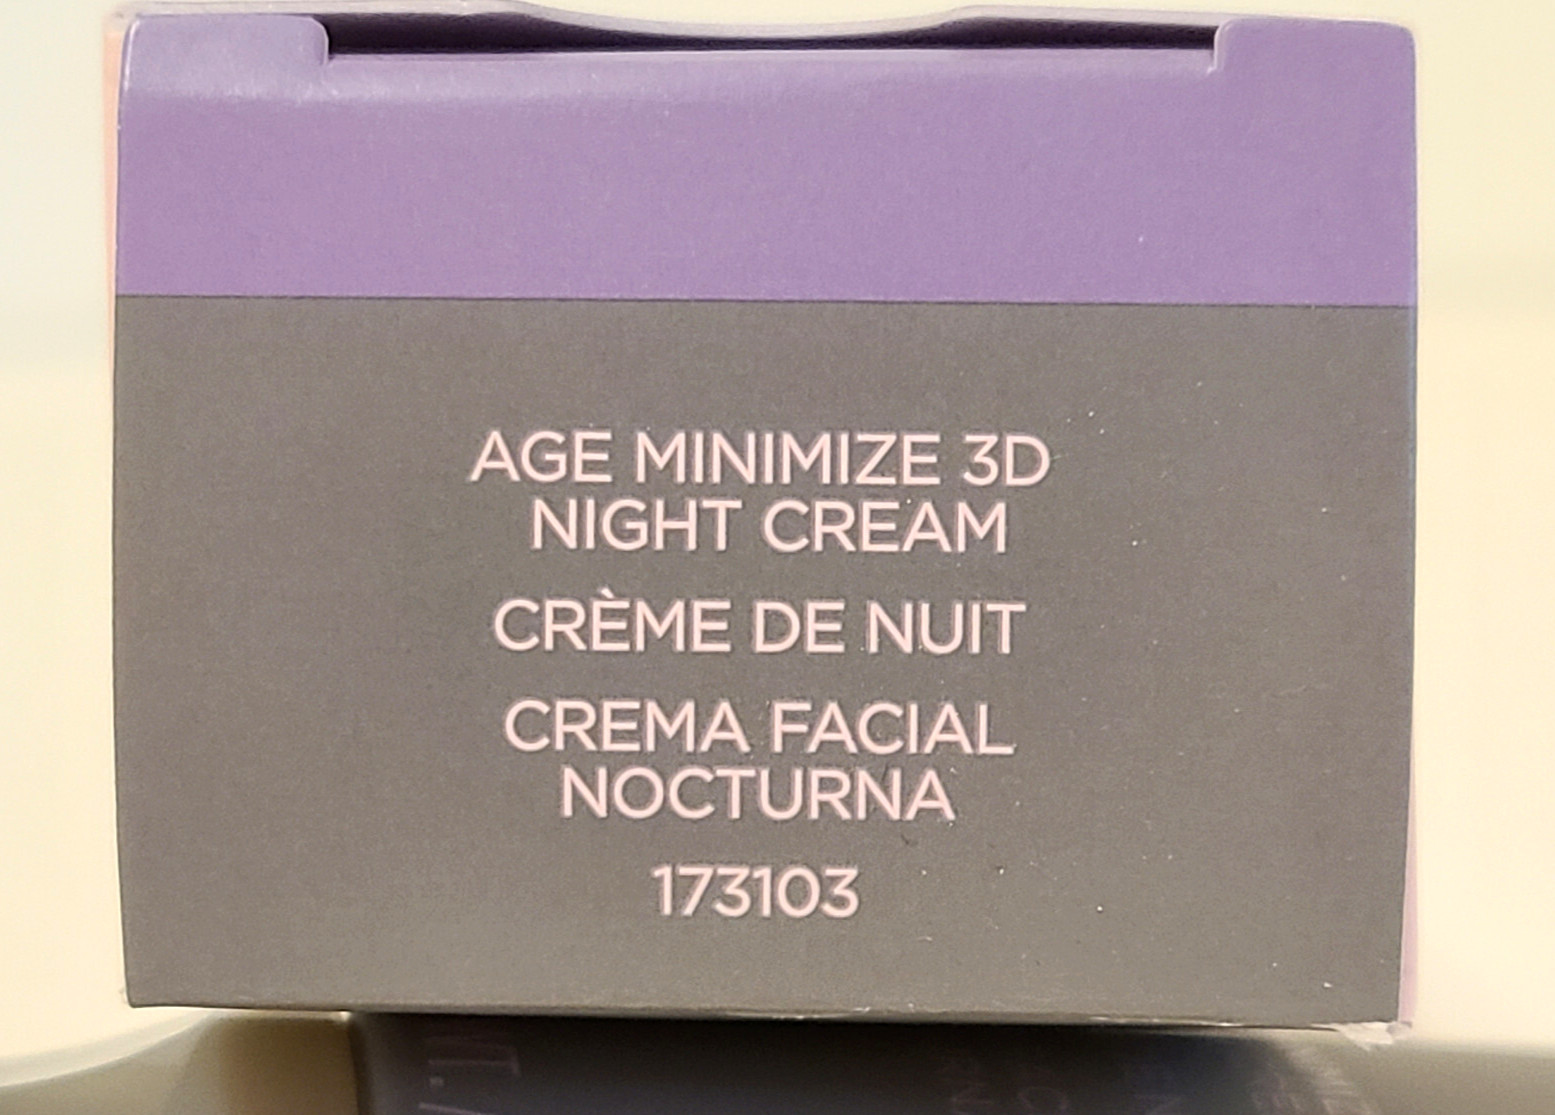 AGE MINIMIZE 3D
NIGHT CREAM
CRÈME DE NUIT
CREMA FACIAL
NOCTURNA
173103